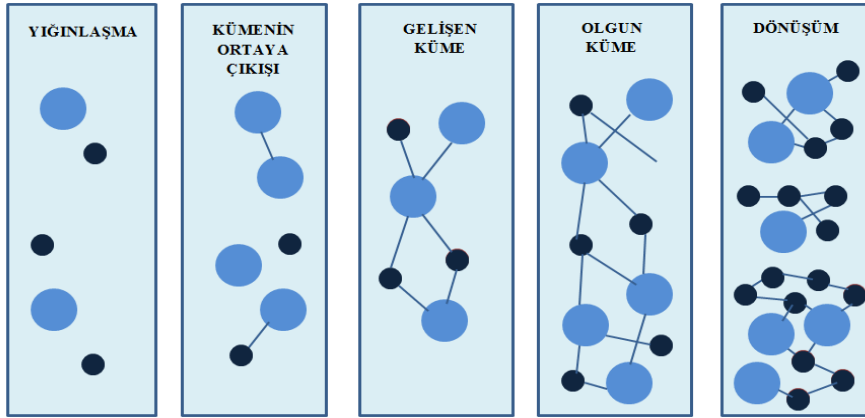 YIĞINLAŞMA
KÜMENİN
ORTAYA
ÇIKIŞI
GELİŞEN
KÜME
OLGUN
KÜME
DÖNÜŞÜM